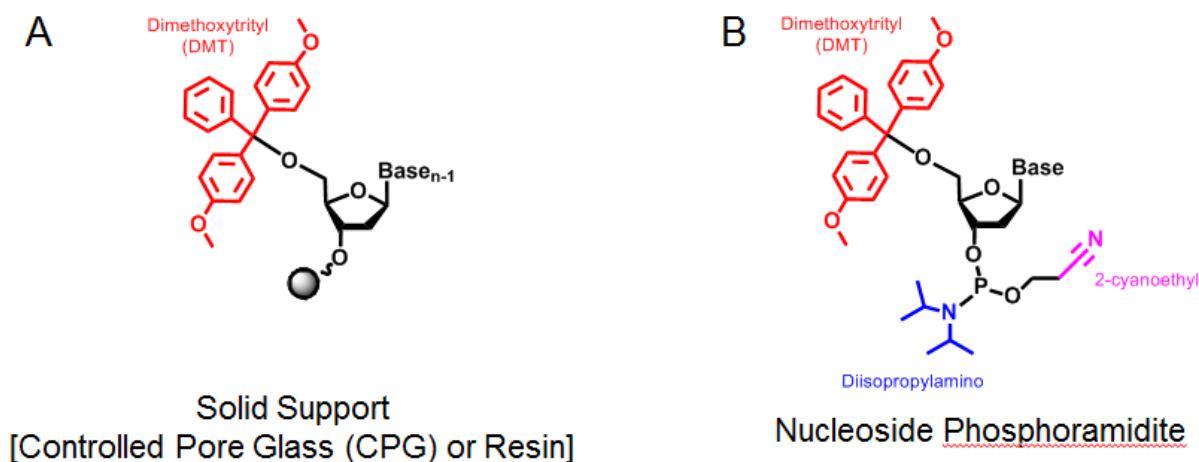 A
Dimethoxytrityl
(DMT)
O
O
O
O
Base n-1
O
Solid Support
[Controlled Pore Glass (CPG) or Resin]
B
Dimethoxytrityl
(DMT)
O
O
O
O
Base
O
N
P
O
2-cyanoethyl
N
Diisopropylamino
Nucleoside Phosphoramidite